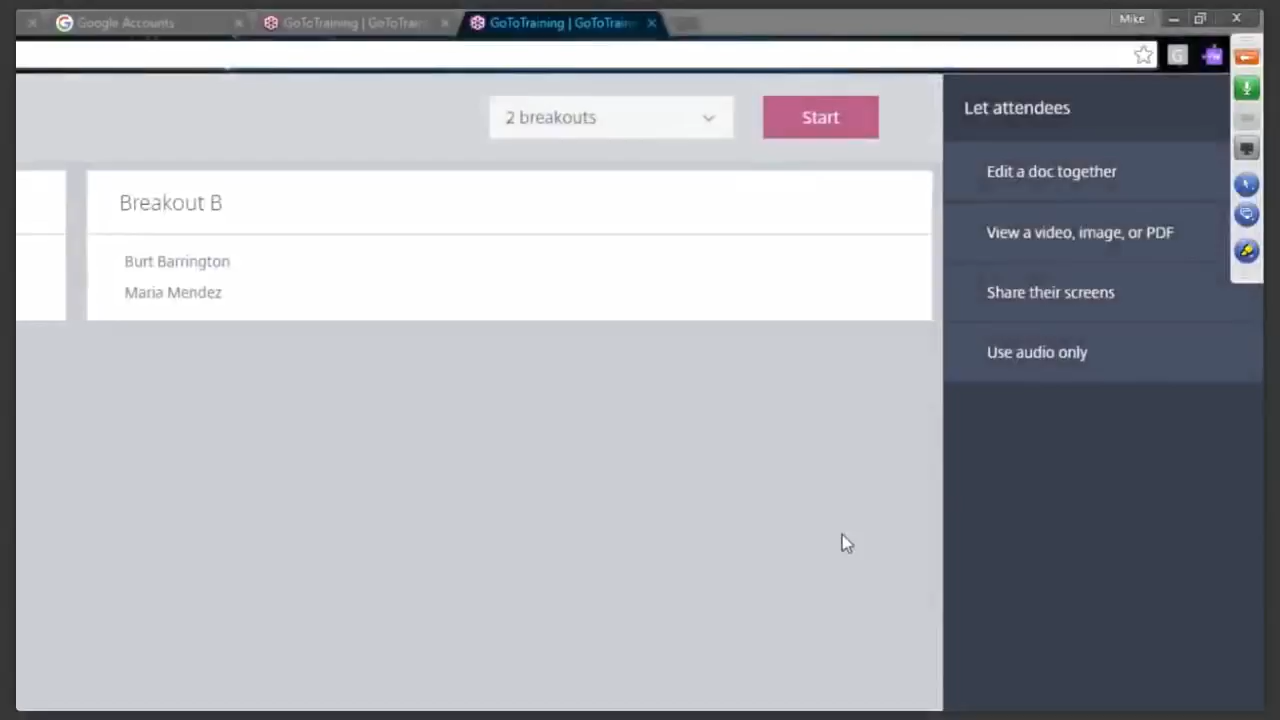 Google Accounts
GoToTraining | GoToTrain
GoToTraining | GoToTrain
Mike
G
2 breakouts
Start
Let attendees
Breakout B
Edit a doc together
Burt Barrington
View a video, image, or PDF
Maria Mendez
Share their screens
Use audio only